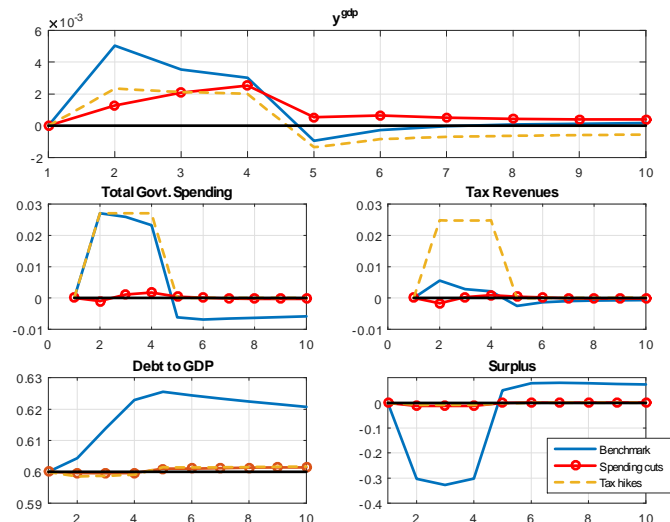 y^gdp
×10^-3
6
4
2
0
-2
1 2 3 4 5 6 7 8 9 10
Total Govt. Spending
0.03
0.02
0.01
0
-0.01
0 2 4 6 8 10
Tax Revenues
0.03
0.02
0.01
0
-0.01
0 2 4 6 8 10
Debt to GDP
0.63
0.62
0.61
0.6
0.59
2 4 6 8 10
Surplus
0
-0.1
-0.2
-0.3
-0.4
2 4 6 8 10
Benchmark
Spending cuts
Tax hikes